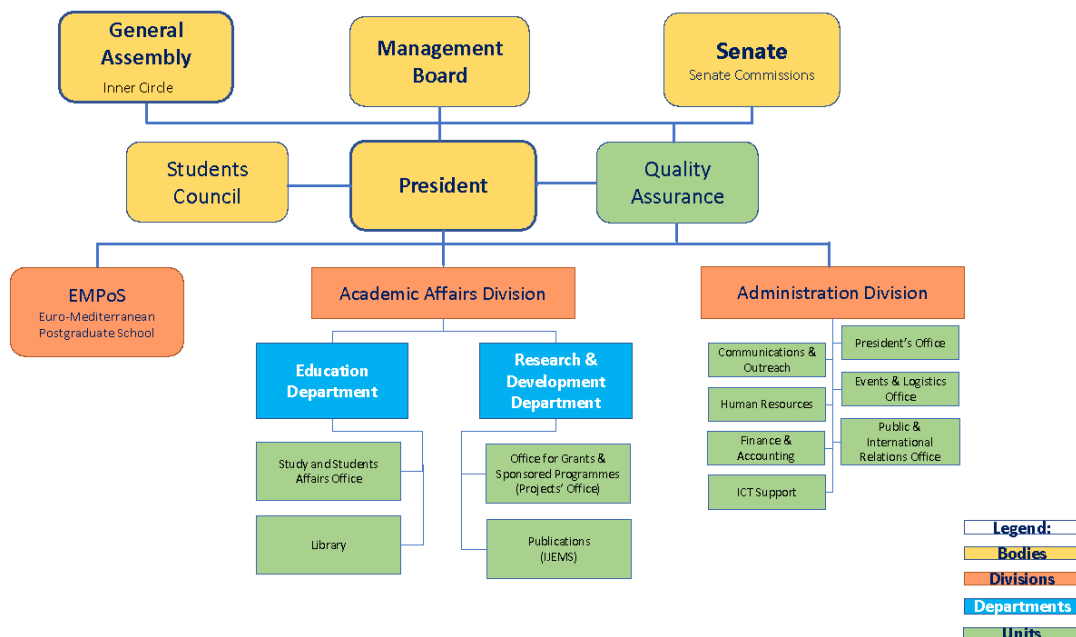 General
Assembly
Inner Circle
Management
Board
Senate
Senate Commissions
Students
Council
President
Quality
Assurance
EMPoS
Euro-Mediterranean
Postgraduate School
Academic Affairs Division
Administration Division
Education
Department
Research &
Development
Department
Study and Students
Affairs Office
Library
Office for Grants &
Sponsored Programmes
(Projects' Office)
Publications
(IJEMS)
Communications &
Outreach
Human Resources
Finance &
Accounting
ICT Support
President's Office
Events & Logistics
Office
Public &
International
Relations Office
Legend:
Bodies
Divisions
Departments
Units